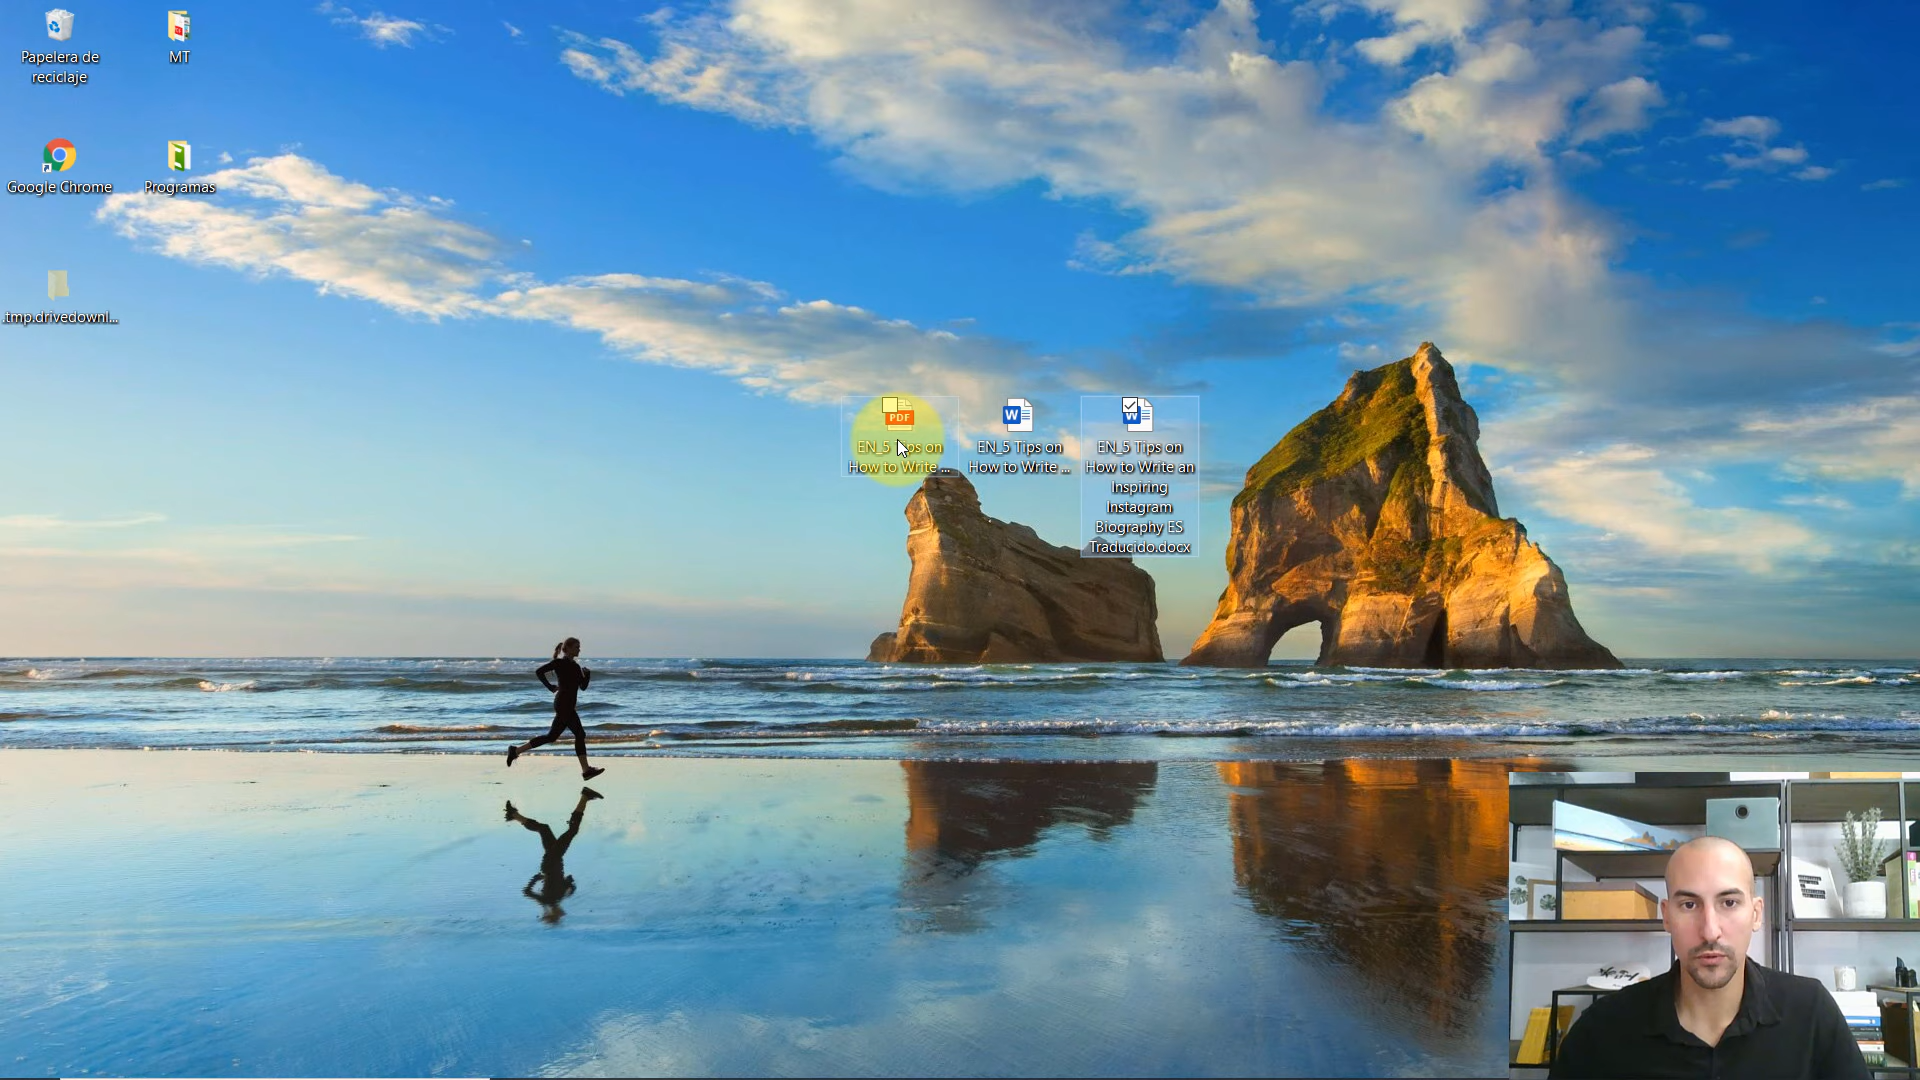 Papelera de
reciclaje
MT
Google Chrome
Programas
.tmp.drivedownl...
PDF
EN_5 Tips on
How to Write ...
W
EN_5 Tips on
How to Write ...
W
EN_5 Tips on
How to Write an
Inspiring
Instagram
Biography ES
Traducido.docx